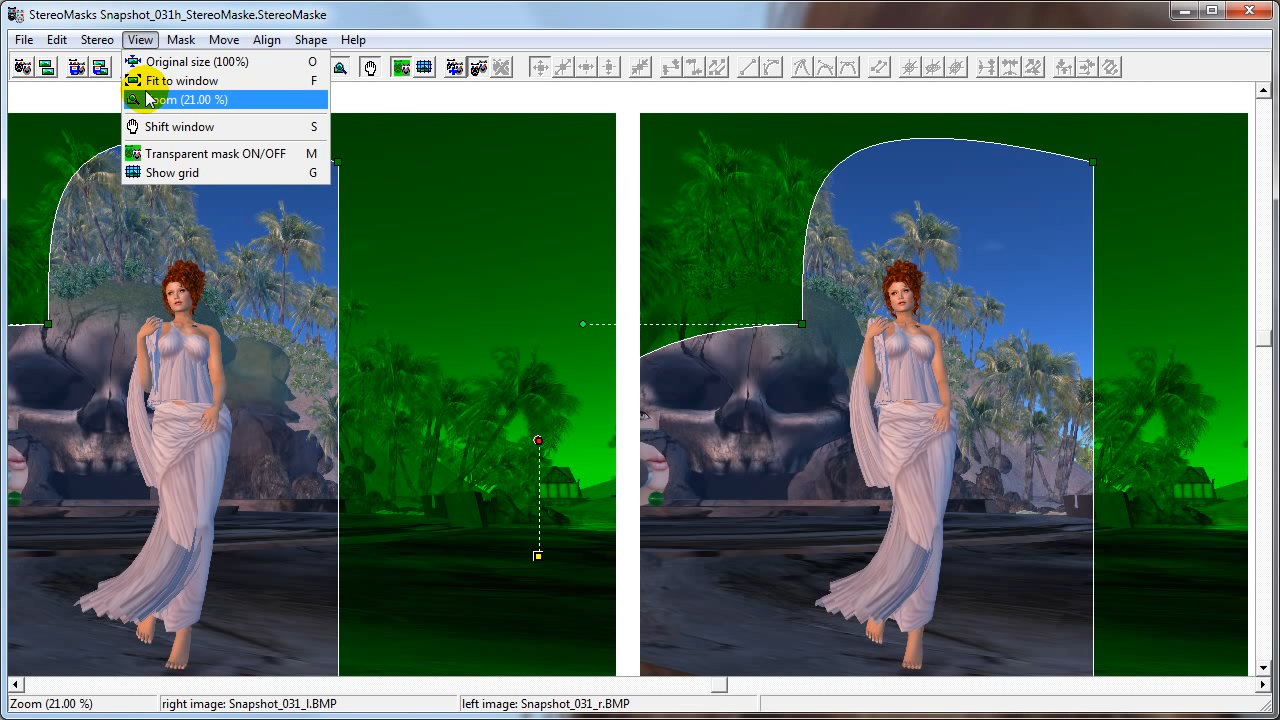 StereoMasks Snapshot_031h_StereoMaske.StereoMaske
File Edit Stereo View Mask Move Align Shape Help
Original size (100%) O
Fit to window F
(21.00 %)
Shift window S
Transparent mask ON/OFF M
Show grid G
Zoom (21.00 %) right image: Snapshot_031_l.BMP left image: Snapshot_031_r.BMP